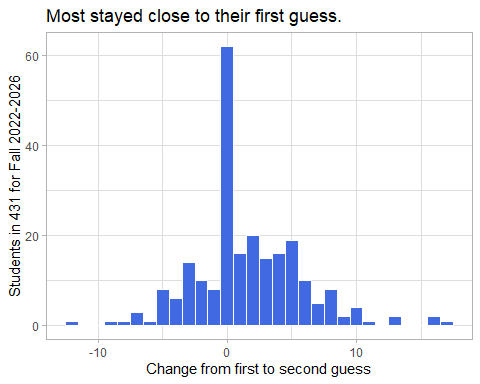 Most stayed close to their first guess.
Students in 431 for Fall 2022-2026
60
40
20
0
-10
0
10
Change from first to second guess